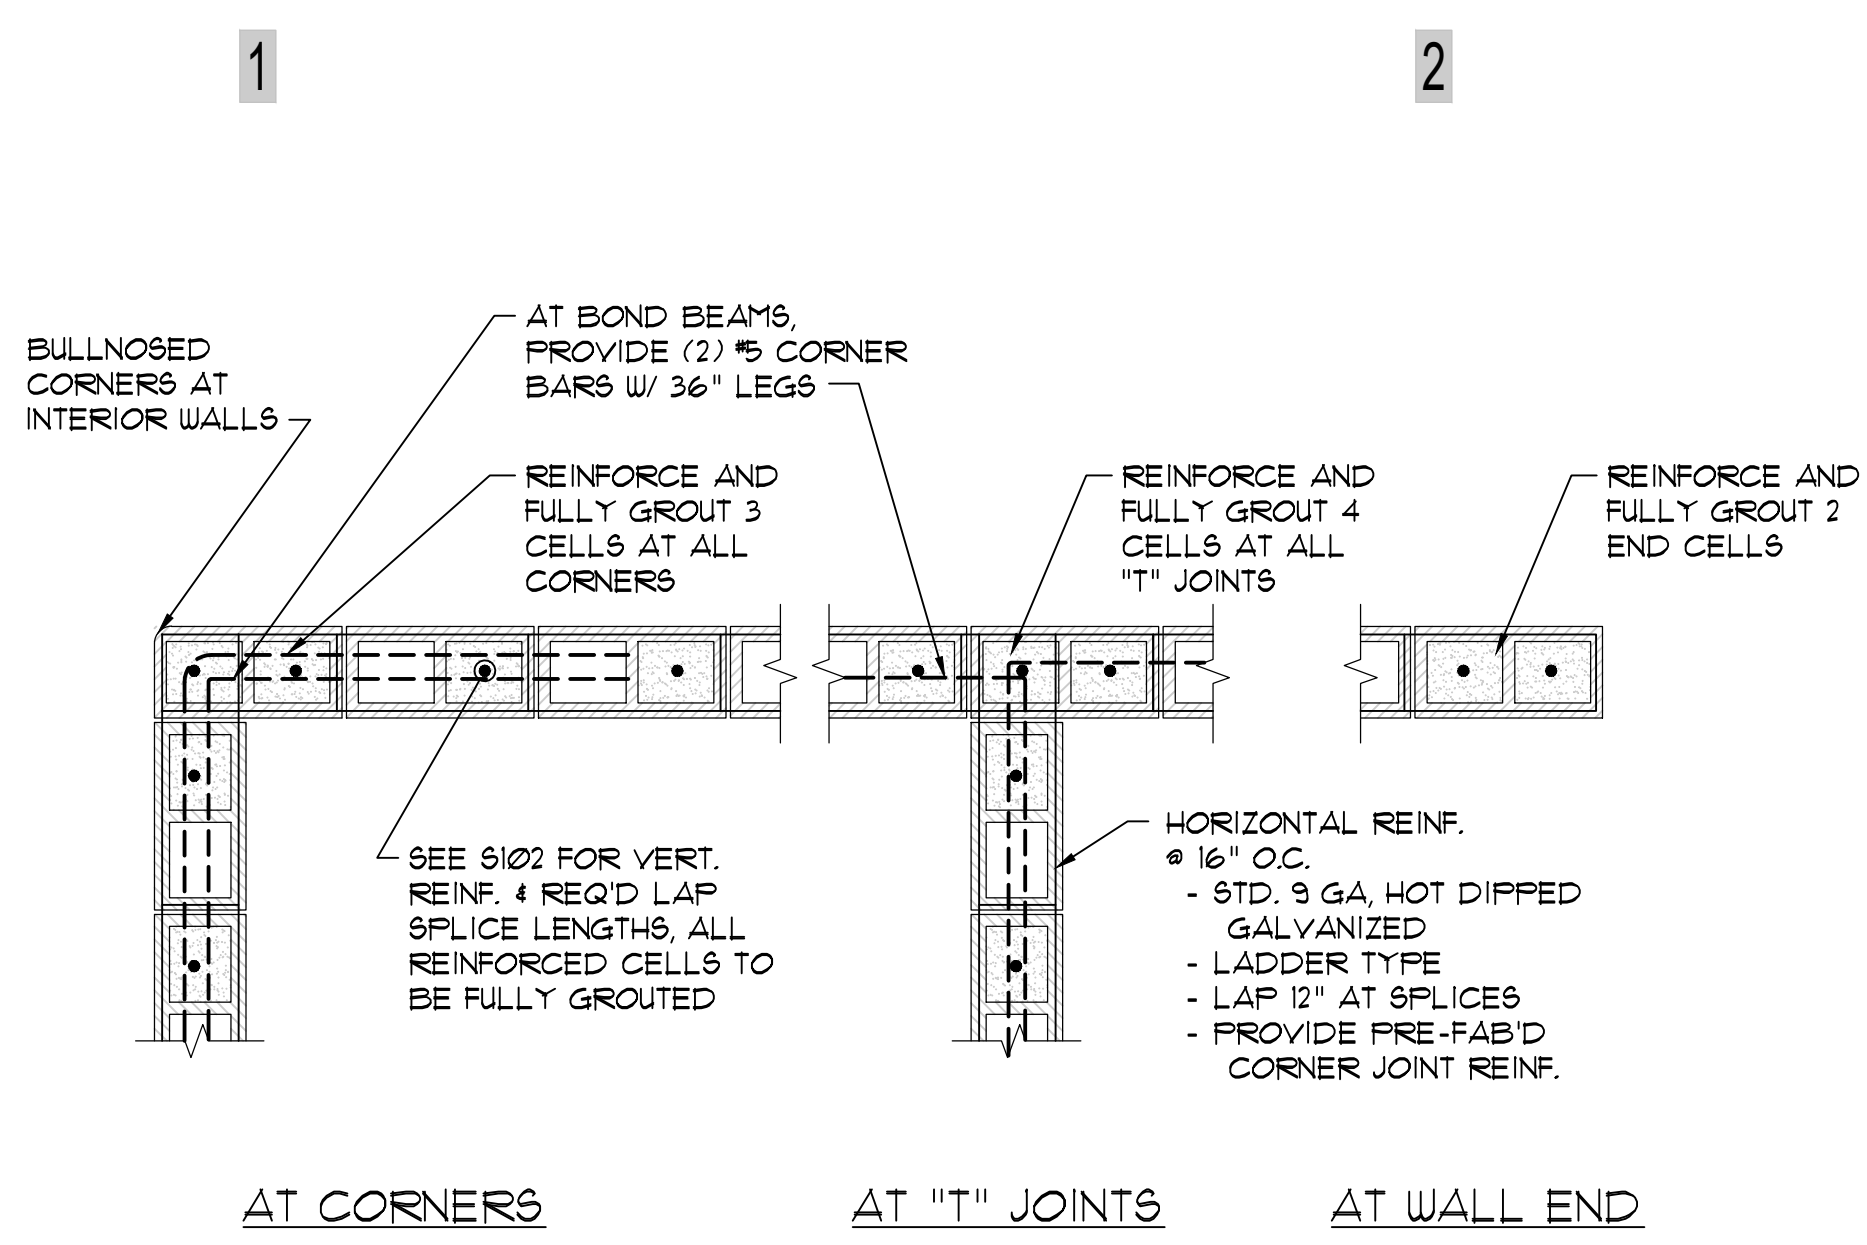 1
2
BULLNOSED
CORNERS AT
INTERIOR WALLS
AT BOND BEAMS,
PROVIDE (2) #5 CORNER
BARS W/ 36" LEGS
REINFORCE AND
FULLY GROUT 3
CELLS AT ALL
CORNERS
REINFORCE AND
FULLY GROUT 4
CELLS AT ALL
"T" JOINTS
REINFORCE AND
FULLY GROUT 2
END CELLS
SEE S1Ø2 FOR VERT.
REINF. & REQ'D LAP
SPLICE LENGTHS, ALL
REINFORCED CELLS TO
BE FULLY GROUTED
HORIZONTAL REINF.
@ 16" O.C.
- STD. 9 GA, HOT DIPPED
GALVANIZED
- LADDER TYPE
- LAP 12" AT SPLICES
- PROVIDE PRE-FAB'D
CORNER JOINT REINF.
AT CORNERS
AT "T" JOINTS
AT WALL END